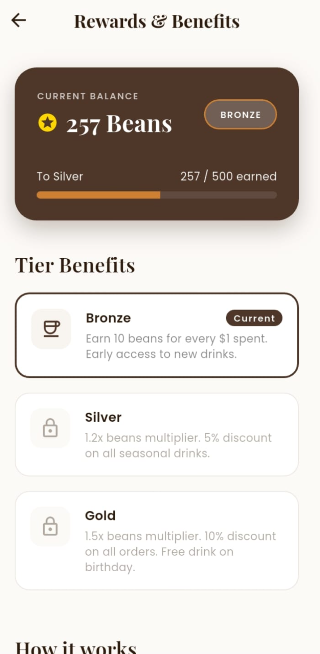 Rewards & Benefits
CURRENT BALANCE
257 Beans
BRONZE
To Silver
257 / 500 earned
Tier Benefits
Bronze
Current
Earn 10 beans for every $1 spent.
Early access to new drinks.
Silver
1.2x beans multiplier. 5% discount
on all seasonal drinks.
Gold
1.5x beans multiplier. 10% discount
on all orders. Free drink on
birthday.
How it works